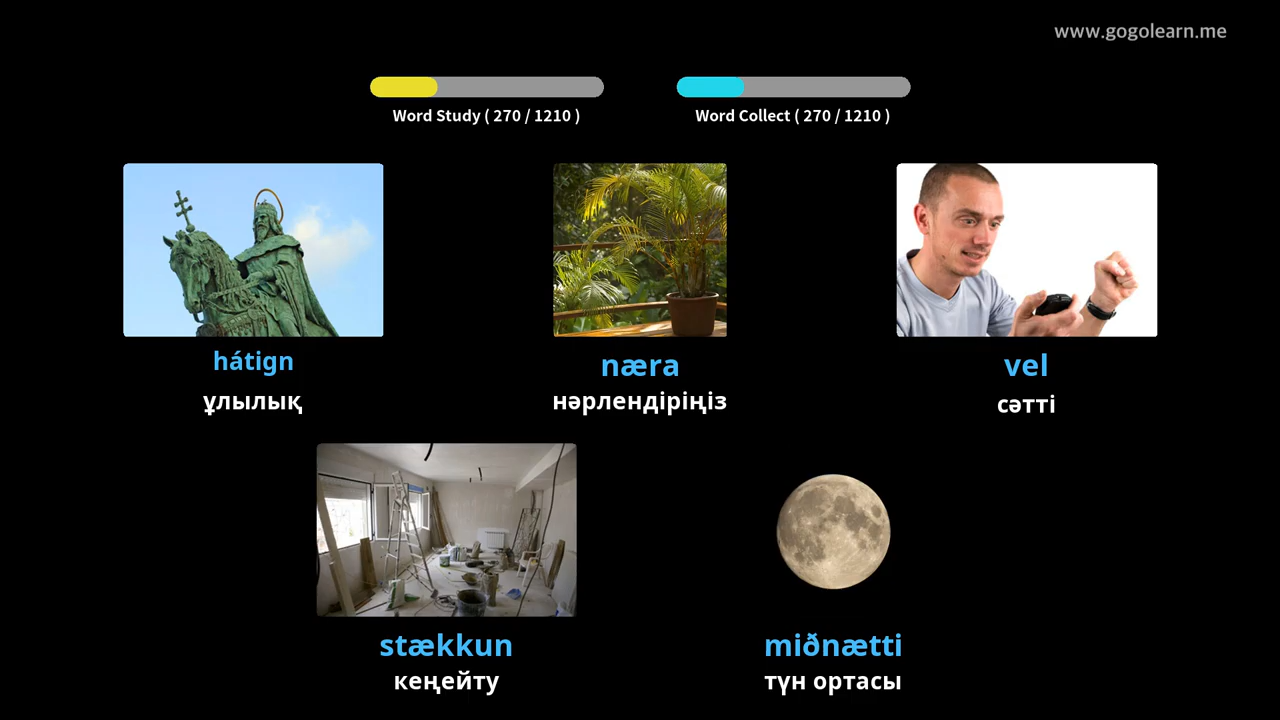 www.gogolearn.me
Word Study ( 270 / 1210 )
Word Collect ( 270 / 1210 )
hátign
ұлылық
næra
нәрлендіріңіз
vel
сәтті
stækkun
кеңейту
miðnætti
түн ортасы